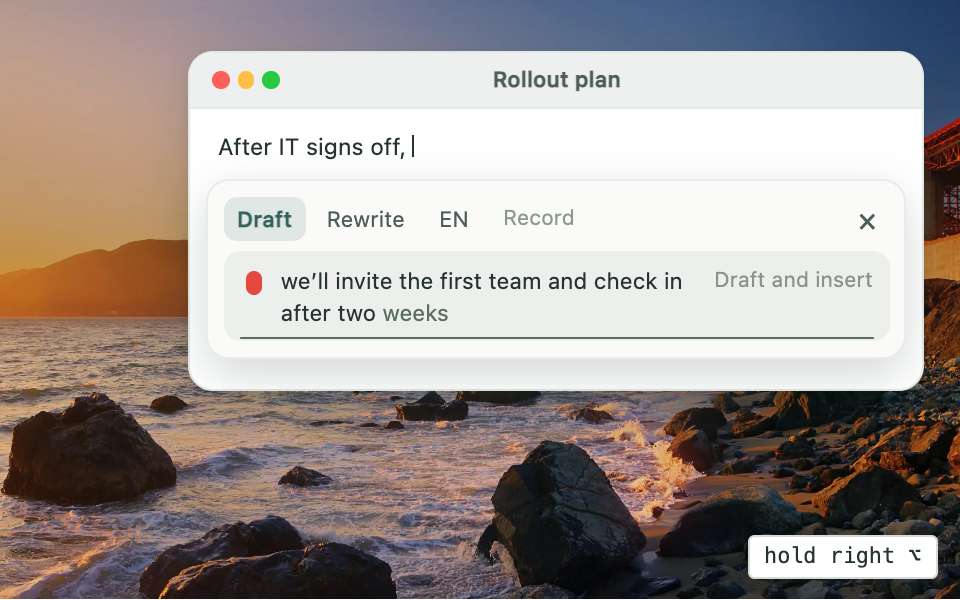 Rollout plan
After IT signs off,
Draft Rewrite EN Record
we’ll invite the first team and check in Draft and insert
after two weeks
hold right ⌥